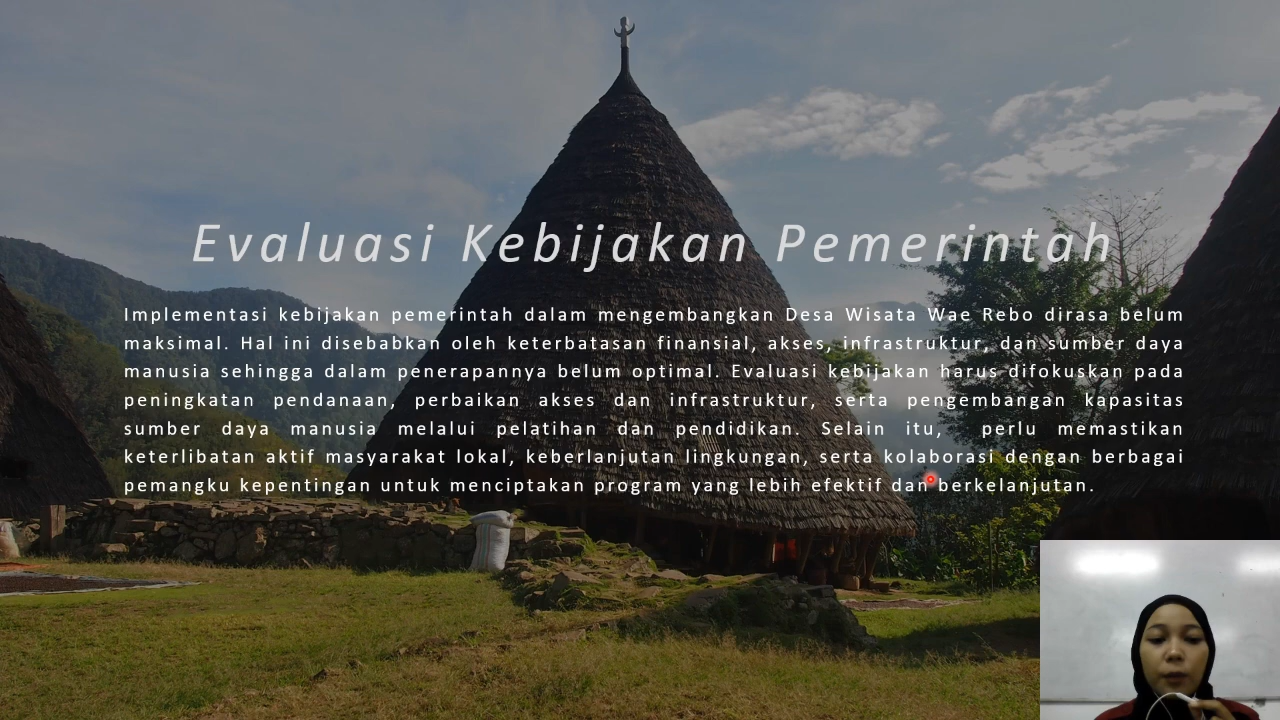 Evaluasi Kebijakan Pemerintah
Implementasi kebijakan pemerintah dalam mengembangkan Desa Wisata Wae Rebo dirasa belum
maksimal. Hal ini disebabkan oleh keterbatasan finansial, akses, infrastruktur, dan sumber daya
manusia sehingga dalam penerapannya belum optimal. Evaluasi kebijakan harus difokuskan pada
peningkatan pendanaan, perbaikan akses dan infrastruktur, serta pengembangan kapasitas
sumber daya manusia melalui pelatihan dan pendidikan. Selain itu, perlu memastikan
keterlibatan aktif masyarakat lokal, keberlanjutan lingkungan, serta kolaborasi dengan berbagai
pemangku kepentingan untuk menciptakan program yang lebih efektif dan berkelanjutan.